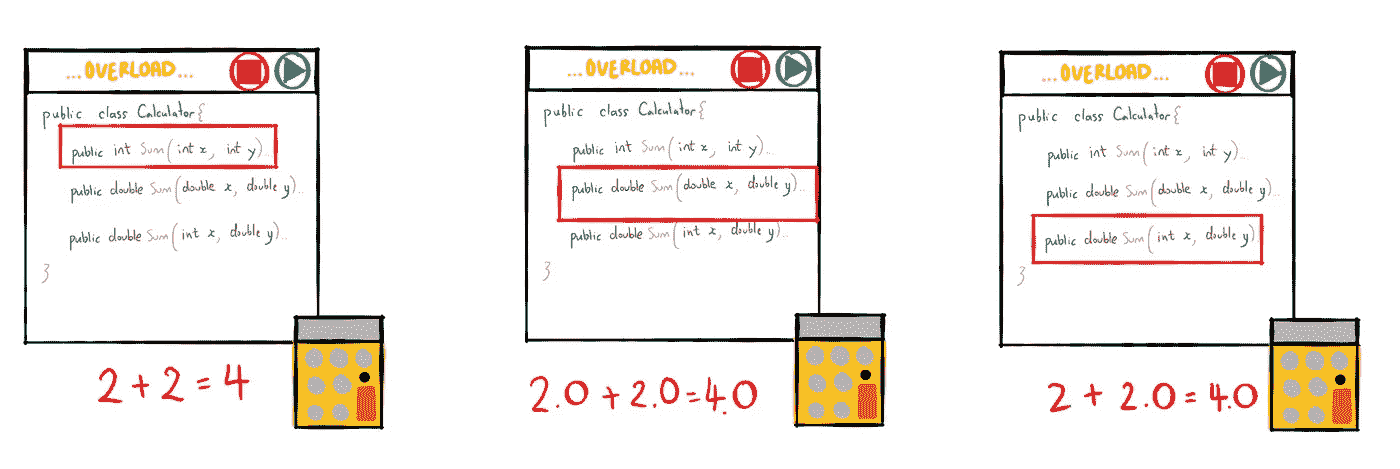 ...OVERLOAD...
public class Calculator{
public int Sum(int x, int y)
public double Sum(double x, double y)..
public double Sum(int x, double y)..
}
2 + 2 = 4
...OVERLOAD...
public class Calculator{
public int Sum(int x, int y)...
public double Sum(double x, double y)..
public double Sum(int x, double y)...
}
2.0 + 2.0 = 4.0
...OVERLOAD...
public class Calculator{
public int Sum(int x, int y)...
public double Sum(double x, double y)..
public double Sum(int x, double y)
}
2 + 2.0 = 4.0